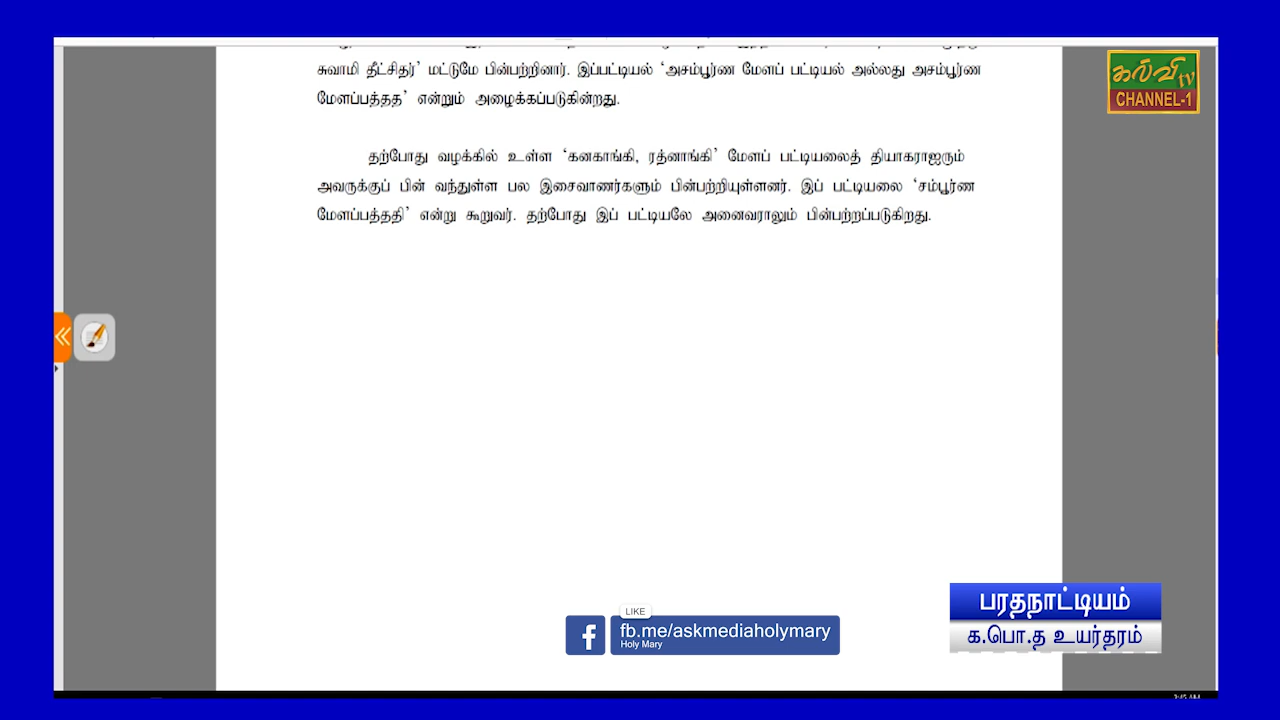 சுவாமி தீட்சிதர்’ மட்டுமே பின்பற்றினார். இப்பட்டியல் ‘அசம்பூர்ண மேளப் பட்டியல் அல்லது அசம்பூர்ண
மேளப்பத்தத’ என்றும் அழைக்கப்படுகின்றது.
தற்போது வழக்கில் உள்ள ‘கனகாங்கி, ரத்னாங்கி’ மேளப் பட்டியலைத் தியாகராஜரும்
அவருக்குப் பின் வந்துள்ள பல இசைவாணர்களும் பின்பற்றியுள்ளனர். இப் பட்டியலை ‘சம்பூர்ண
மேளப்பத்ததி’ என்று கூறுவர். தற்போது இப் பட்டியலே அனைவராலும் பின்பற்றப்படுகிறது.
கல்வி tv
CHANNEL-1
பரதநாட்டியம்
க.பொ.த உயர்தரம்
LIKE
fb.me/askmediaholymary
Holy Mary